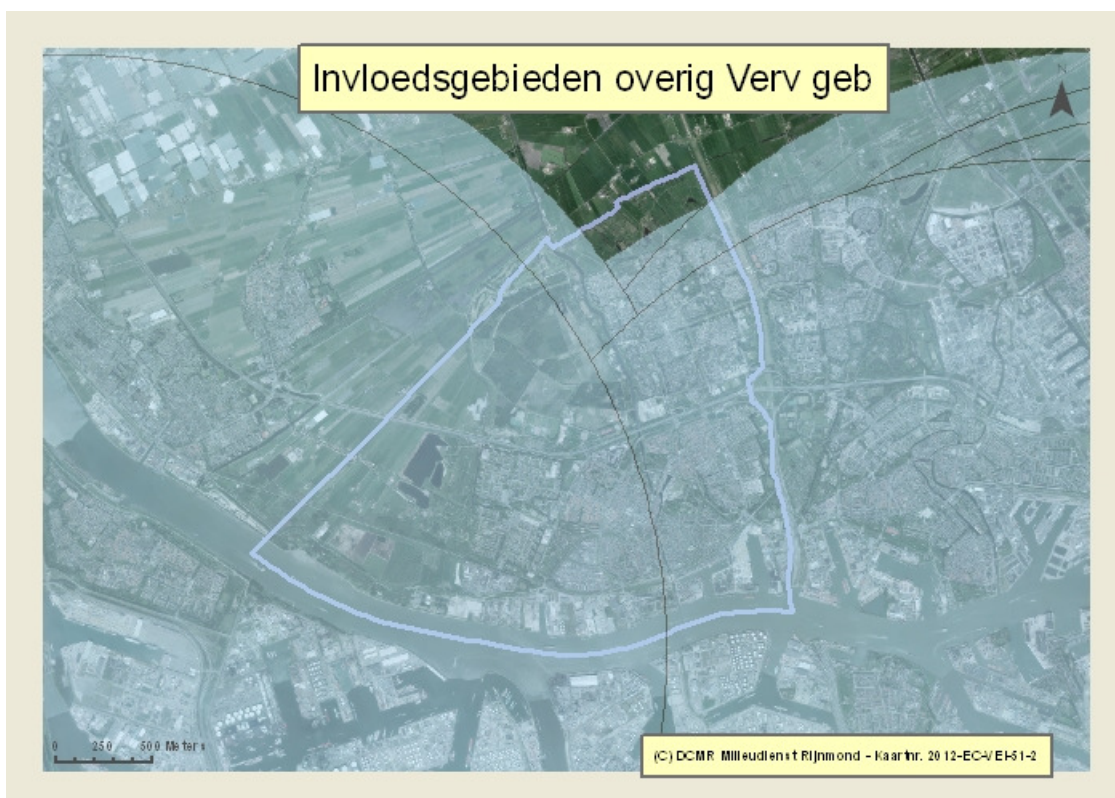 Invloedsgebieden overig Verv geb
N
0 250 500 Meters
(C) DCMR Milieudienst Rijnmond - Kaartnr. 2012-EC-VEI-51-2